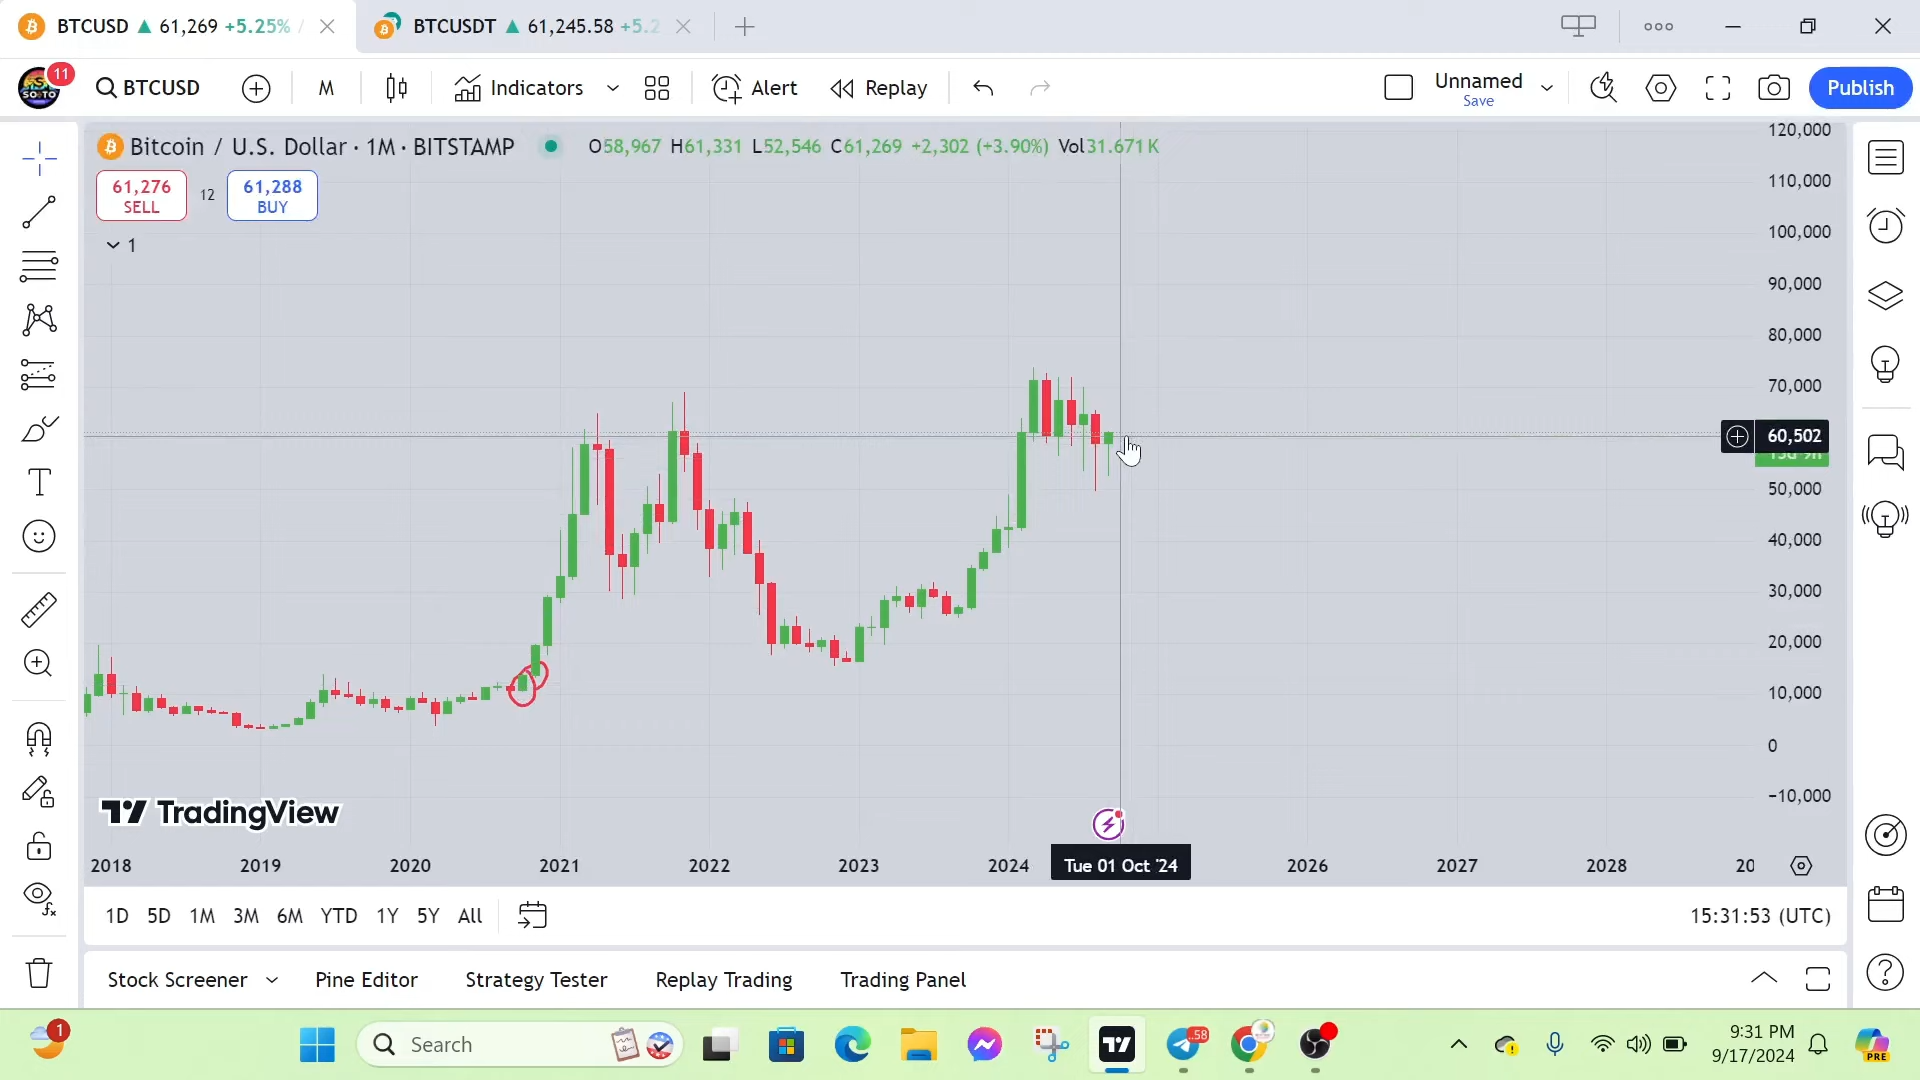 BTCUSD ▲ 61,269 +5.25% /
BTCUSDT ▲ 61,245.58 +5.2
11
BTCUSD
M
Indicators
Alert
Replay
Unnamed
Save
Publish
Bitcoin / U.S. Dollar · 1M · BITSTAMP
O58,967 H61,331 L52,546 C61,269 +2,302 (+3.90%) Vol31.671 K
61,276
SELL
12
61,288
BUY
1
120,000
110,000
100,000
90,000
80,000
70,000
60,502
50,000
40,000
30,000
20,000
10,000
0
−10,000
TradingView
2018
2019
2020
2021
2022
2023
2024
Tue 01 Oct '24
2026
2027
2028
20
1D
5D
1M
3M
6M
YTD
1Y
5Y
All
15:31:53 (UTC)
Stock Screener
Pine Editor
Strategy Tester
Replay Trading
Trading Panel
1
Search
.58
9:31 PM
9/17/2024
PRE